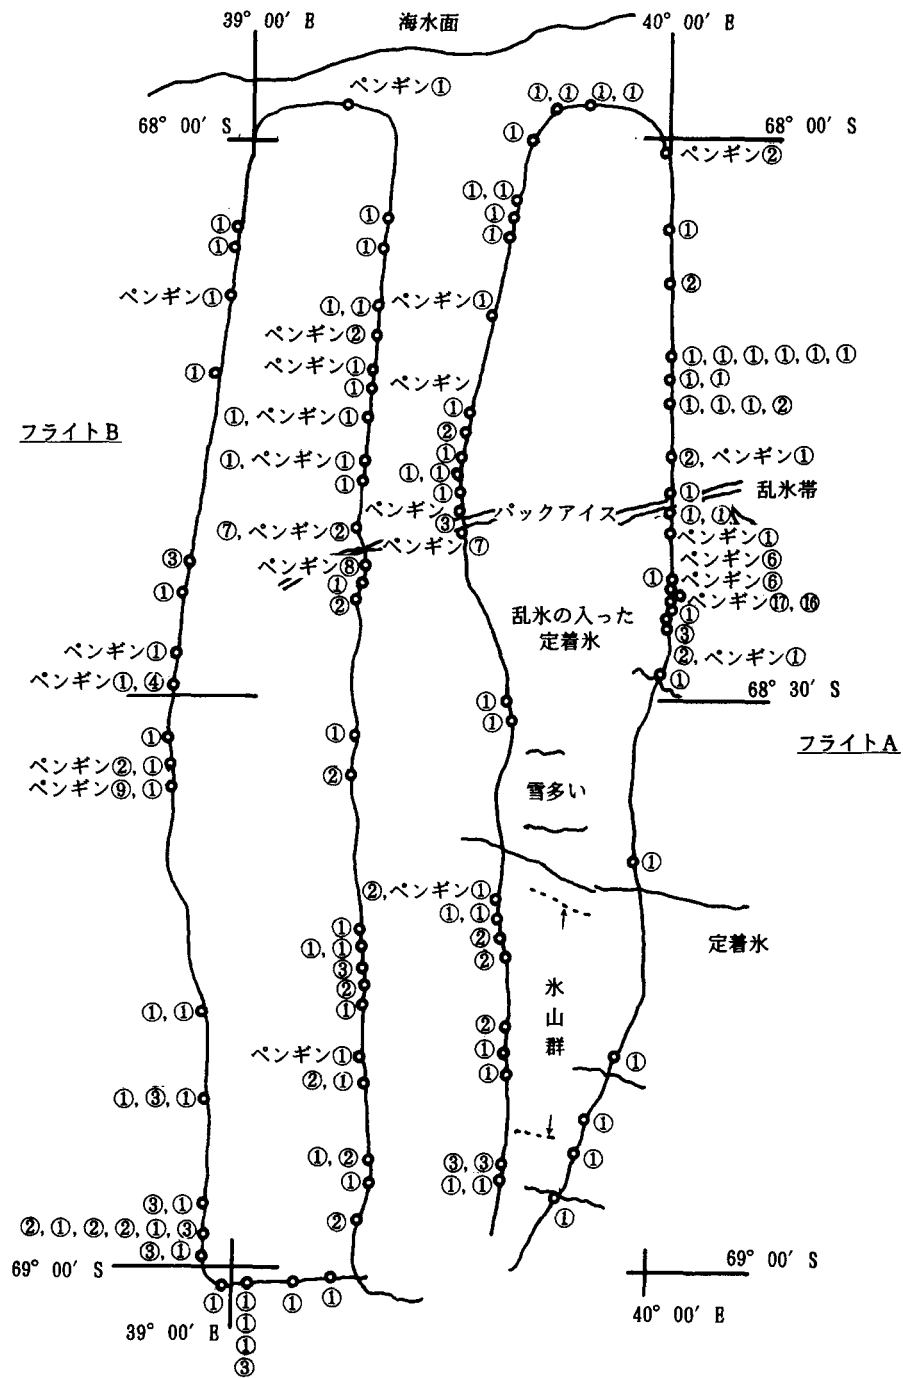 39° 00′ E
海水面
40° 00′ E
ペンギン①
①, ①
①, ①
68° 00′ S
①
68° 00′ S
ペンギン②
①, ①
①
①
①
①
①
①
①
①
②
ペンギン①
①, ①
ペンギン①
ペンギン②
①, ①, ①, ①, ①, ①
①
ペンギン①
①
ペンギン
①, ①
①, ペンギン①
①
①, ①, ①, ②
フライトB
②
①, ペンギン①
①
②, ペンギン①
①
①, ①
①
①
乱氷帯
⑦, ペンギン②
ペンギン
③
パックアイス
①, ①
ペンギン⑦
ペンギン①
③
ペンギン⑧
ペンギン⑥
①
①
①
ペンギン⑥
②
乱氷の入った
定着氷
ペンギン⑰, ⑯
①
③
ペンギン①
②, ペンギン①
ペンギン①, ④
①
①
68° 30′ S
①
①
①
フライトA
ペンギン②, ①
②
ペンギン⑨, ①
雪多い
①
②,ペンギン①
①
①, ①
①, ①
②
定着氷
③
②
②
①
氷山群
①, ①
②
ペンギン①
①
①
②, ①
①
①, ③, ①
①
①, ②
③, ③
①
①
①, ①
③, ①
②
①
②, ①, ②, ②, ①, ③
③, ①
69° 00′ S
69° 00′ S
①
①
①
①
①
①
③
39° 00′ E
40° 00′ E